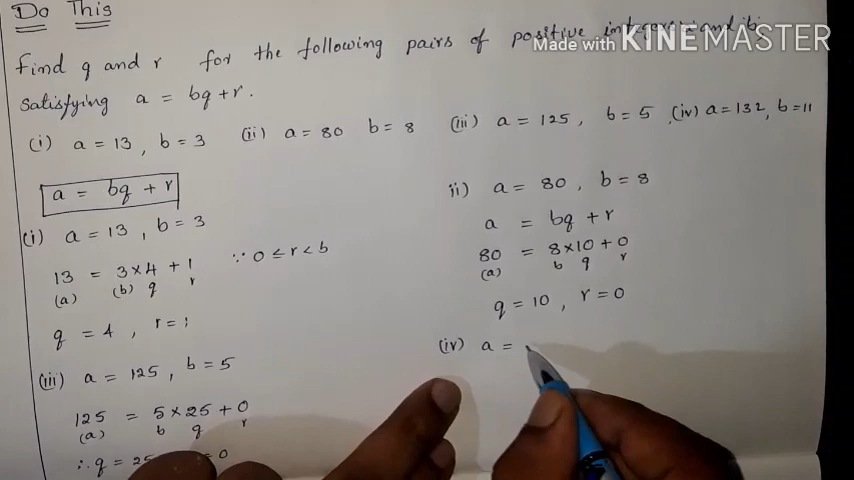 Do This
Find q and r for the following pairs of positive
Made with KINEMASTER
Satisfying a = bq + r.
(i) a = 13, b = 3 (ii) a = 80 b = 8 (iii) a = 125, b = 5, (iv) a = 132, b = 11
a = bq + r
(i) a = 13, b = 3
13 = 3 × 4 + 1 ∵ 0 ≤ r < b
(a) (b) q r
q = 4, r = 1
(iii) a = 125, b = 5
125 = 5 × 25 + 0
(a) b q r
∴ q = 25 = 0
ii) a = 80, b = 8
a = bq + r
80 = 8×10 + 0
(a) b q r
q = 10, r = 0
(iv) a =